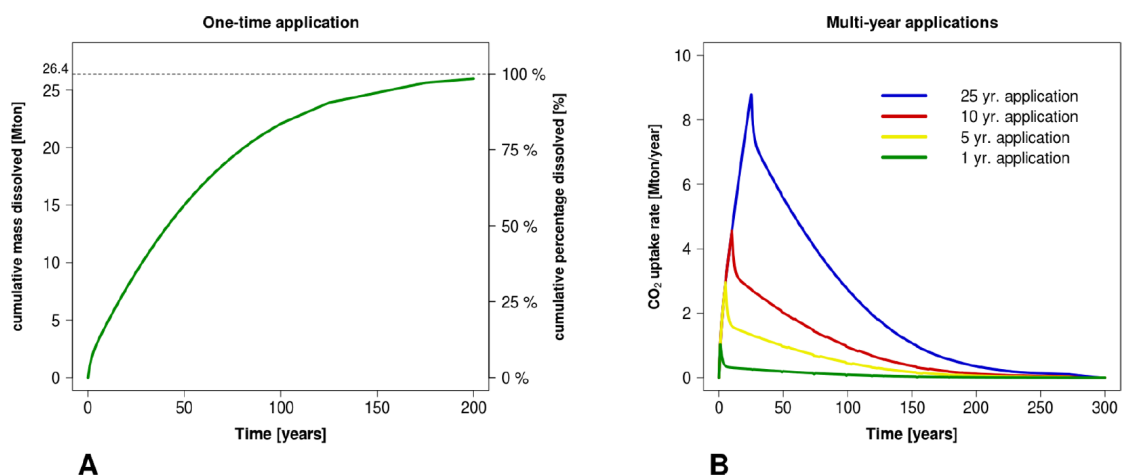 One-time application
cumulative mass dissolved [Mton]
26.4
25
20
15
10
5
0
100 %
75 %
50 %
25 %
0 %
cumulative percentage dissolved [%]
0 50 100 150 200
Time [years]
A
Multi-year applications
CO₂ uptake rate [Mton/year]
10
8
6
4
2
0
25 yr. application
10 yr. application
5 yr. application
1 yr. application
0 50 100 150 200 250 300
Time [years]
B